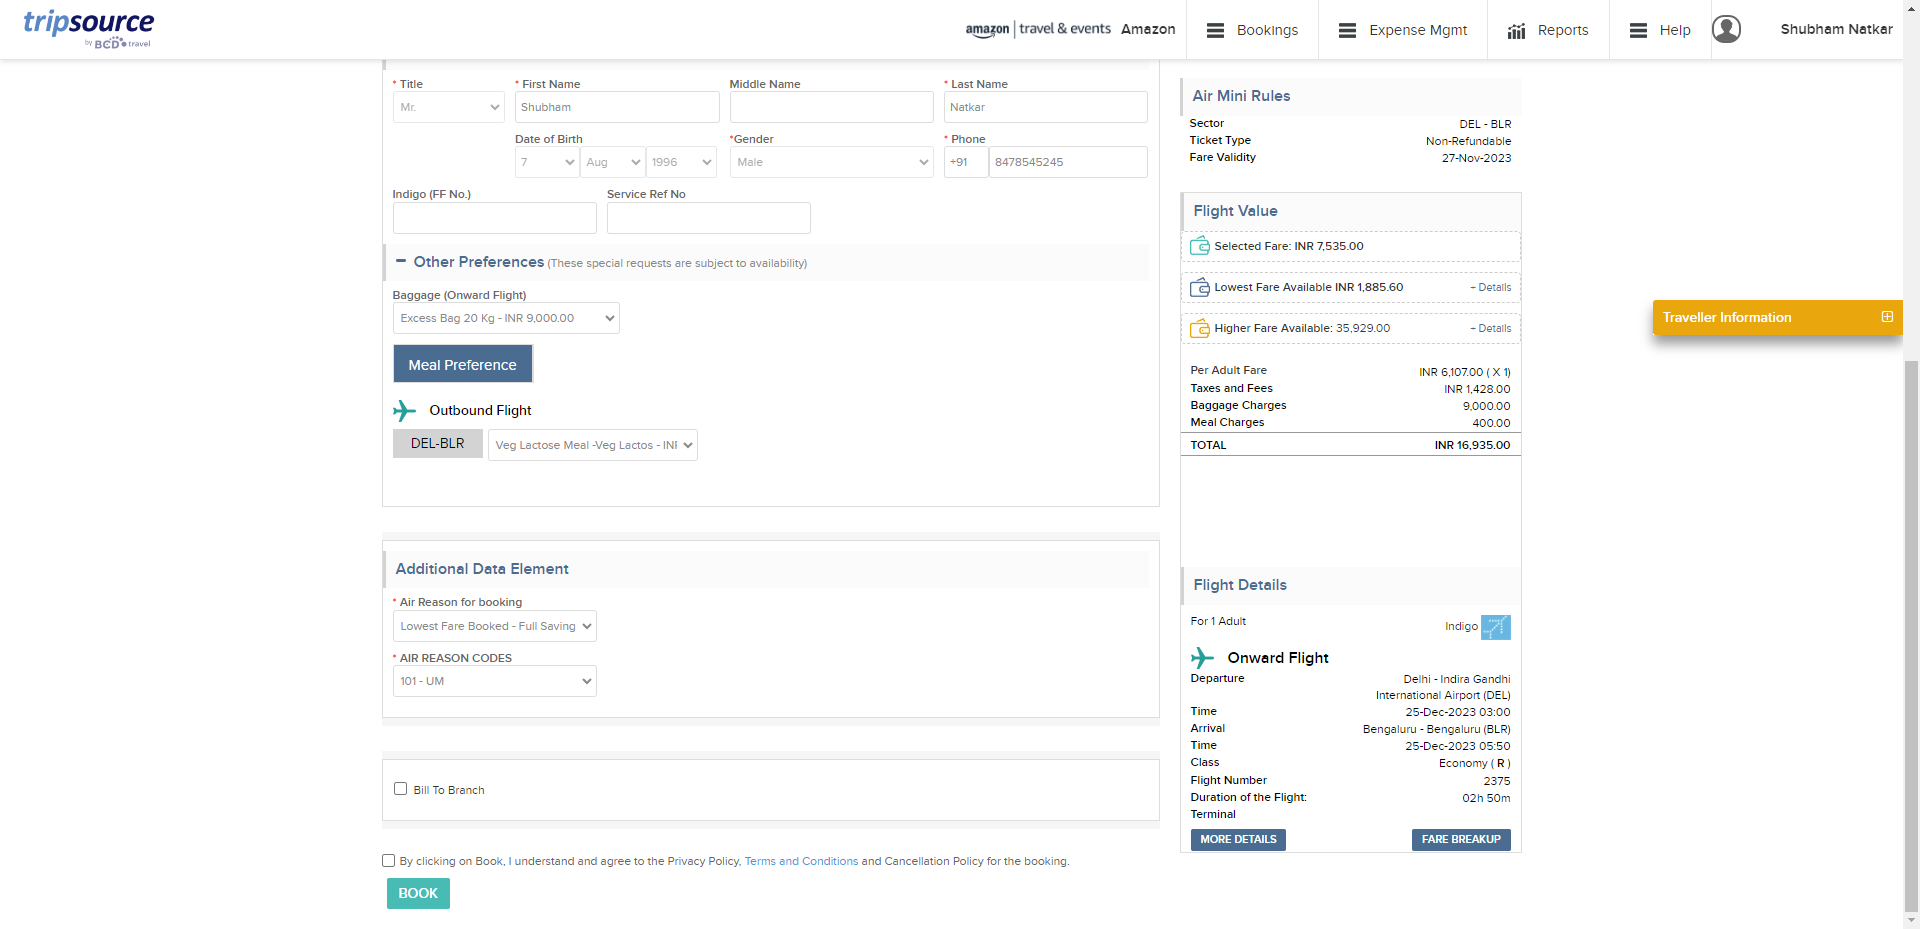 tripsource
by BCD travel
amazon | travel & events Amazon
Bookings
Expense Mgmt
Reports
Help
Shubham Natkar
* Title
* First Name
Middle Name
* Last Name
Mr.
Shubham
Natkar
Date of Birth
*Gender
* Phone
7
Aug
1996
Male
+91
8478545245
Indigo (FF No.)
Service Ref No
Other Preferences (These special requests are subject to availability)
Baggage (Onward Flight)
Excess Bag 20 Kg - INR 9,000.00
Meal Preference
Outbound Flight
DEL-BLR
Veg Lactose Meal -Veg Lactos - INR
Additional Data Element
* Air Reason for booking
Lowest Fare Booked - Full Saving
* AIR REASON CODES
101 - UM
Bill To Branch
By clicking on Book, I understand and agree to the Privacy Policy, Terms and Conditions and Cancellation Policy for the booking.
BOOK
Air Mini Rules
Sector DEL - BLR
Ticket Type Non-Refundable
Fare Validity 27-Nov-2023
Flight Value
Selected Fare: INR 7,535.00
Lowest Fare Available INR 1,885.60 + Details
Higher Fare Available: 35,929.00 + Details
Per Adult Fare INR 6,107.00 ( X 1)
Taxes and Fees INR 1,428.00
Baggage Charges 9,000.00
Meal Charges 400.00
TOTAL INR 16,935.00
Flight Details
For 1 Adult Indigo
Onward Flight
Departure Delhi - Indira Gandhi
International Airport (DEL)
Time 25-Dec-2023 03:00
Arrival Bengaluru - Bengaluru (BLR)
Time 25-Dec-2023 05:50
Class Economy ( R )
Flight Number 2375
Duration of the Flight: 02h 50m
Terminal
MORE DETAILS
FARE BREAKUP
Traveller Information